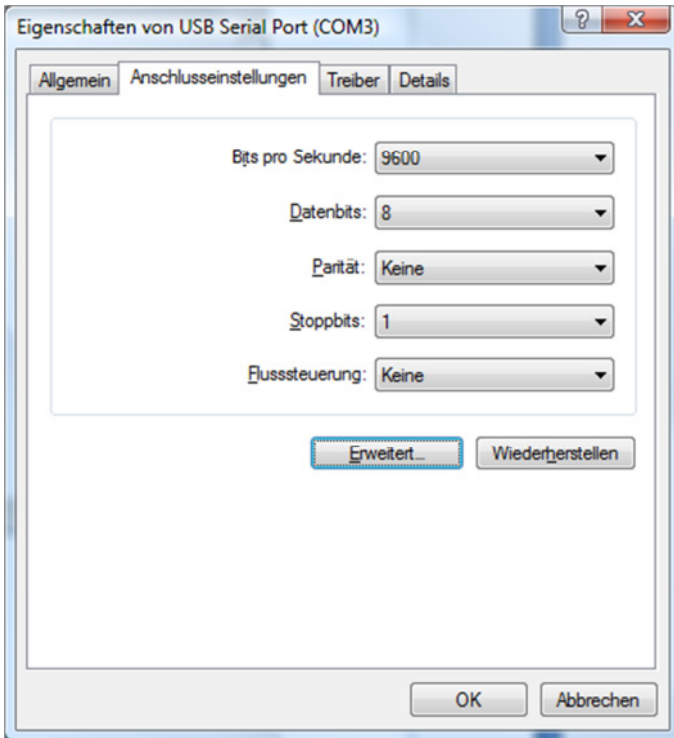 Eigenschaften von USB Serial Port (COM3)
Allgemein Anschlusseinstellungen Treiber Details
Bits pro Sekunde: 9600
Datenbits: 8
Parität: Keine
Stoppbits: 1
Flusssteuerung: Keine
Erweitert... Wiederherstellen
OK Abbrechen